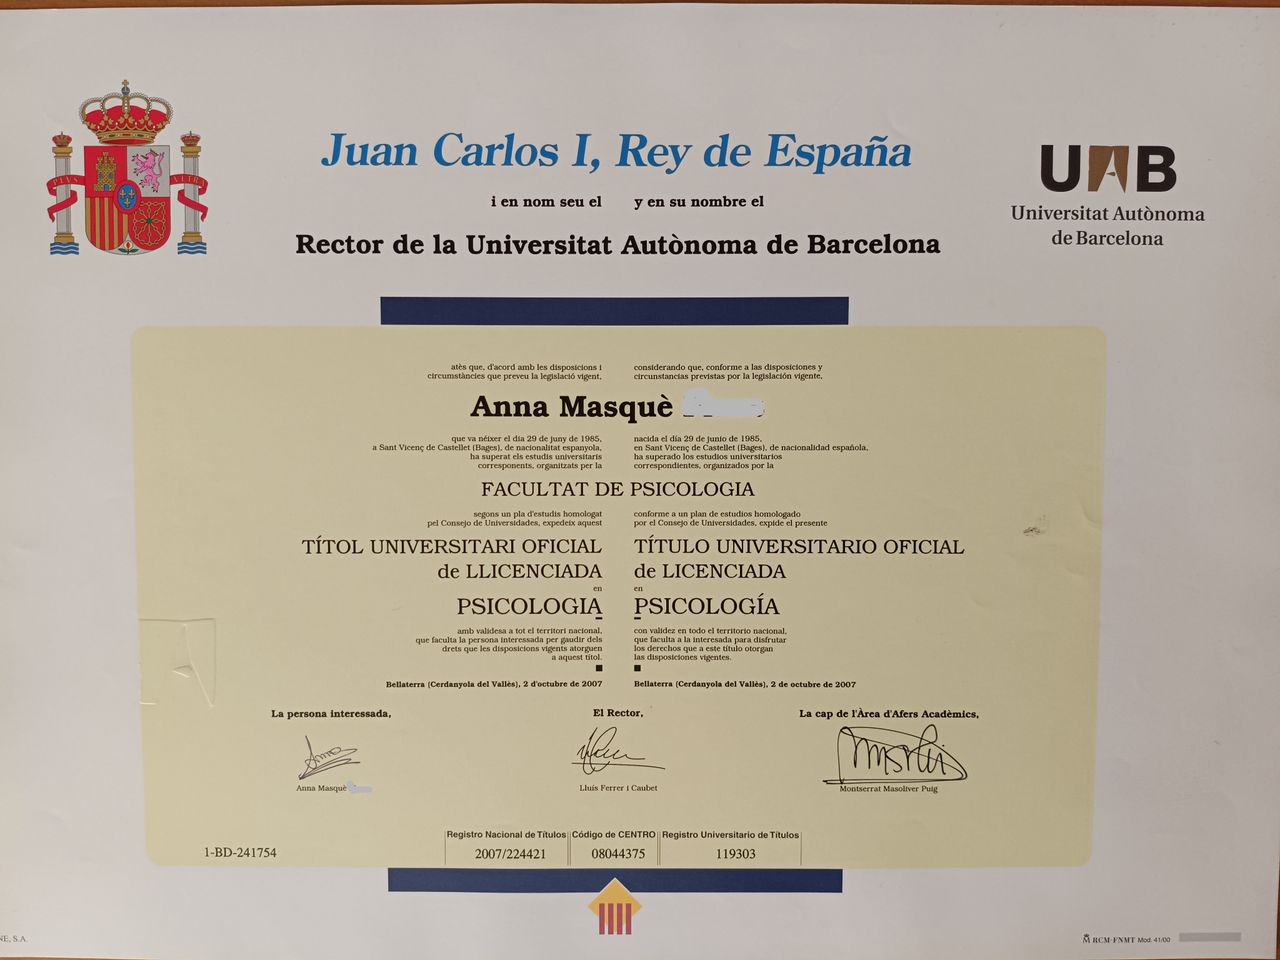 PLVS VLTR
Juan Carlos I, Rey de España
i en nom seu el y en su nombre el
Rector de la Universitat Autònoma de Barcelona
UAB
Universitat Autònoma
de Barcelona
atès que, d'acord amb les disposicions i
circumstàncies que preveu la legislació vigent,
considerando que, conforme a las disposiciones y
circunstancias previstas por la legislación vigente,
Anna Masquè
que va néixer el dia 29 de juny de 1985,
a Sant Vicenç de Castellet (Bages), de nacionalitat espanyola,
ha superat els estudis universitaris
corresponents, organitzats per la
nacida el día 29 de junio de 1985,
en Sant Vicenç de Castellet (Bages), de nacionalidad española,
ha superado los estudios universitarios
correspondientes, organizados por la
FACULTAT DE PSICOLOGIA
segons un pla d'estudis homologat
pel Consejo de Universidades, expedeix aquest
conforme a un plan de estudios homologado
por el Consejo de Universidades, expide el presente
TÍTOL UNIVERSITARI OFICIAL
de LLICENCIADA
en
PSICOLOGIA
TÍTULO UNIVERSITARIO OFICIAL
de LICENCIADA
en
PSICOLOGÍA
amb validesa a tot el territori nacional,
que faculta la persona interessada per gaudir dels
drets que les disposicions vigents atorguen
a aquest títol.
con validez en todo el territorio nacional,
que faculta a la interesada para disfrutar
los derechos que a este título otorgan
las disposiciones vigentes.
Bellaterra (Cerdanyola del Vallès), 2 d'octubre de 2007
Bellaterra (Cerdanyola del Vallès), 2 de octubre de 2007
La persona interessada,
Anna Masquè
El Rector,
Lluís Ferrer i Caubet
La cap de l'Àrea d'Afers Acadèmics,
Montserrat Masoliver Puig
1-BD-241754
Registro Nacional de Títulos Código de CENTRO Registro Universitario de Títulos
2007/224421 08044375 119303
NE, S.A.
RCM-FNMT Mod. 41/00